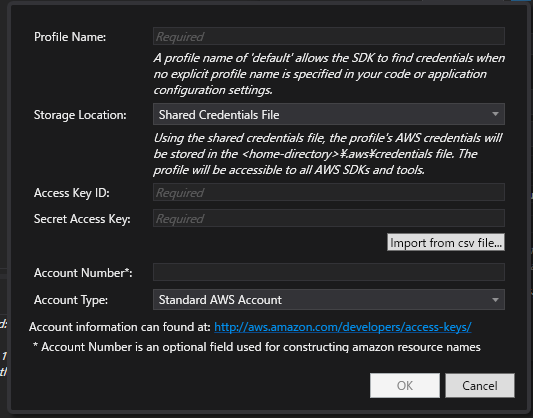 Profile Name: Required
A profile name of 'default' allows the SDK to find credentials when
no explicit profile name is specified in your code or application
configuration settings.
Storage Location: Shared Credentials File
Using the shared credentials file, the profile's AWS credentials will
be stored in the <home-directory>¥.aws¥credentials file. The
profile will be accessible to all AWS SDKs and tools.
Access Key ID: Required
Secret Access Key: Required
Import from csv file...
Account Number*:
Account Type: Standard AWS Account
Account information can found at: http://aws.amazon.com/developers/access-keys/
* Account Number is an optional field used for constructing amazon resource names
OK Cancel